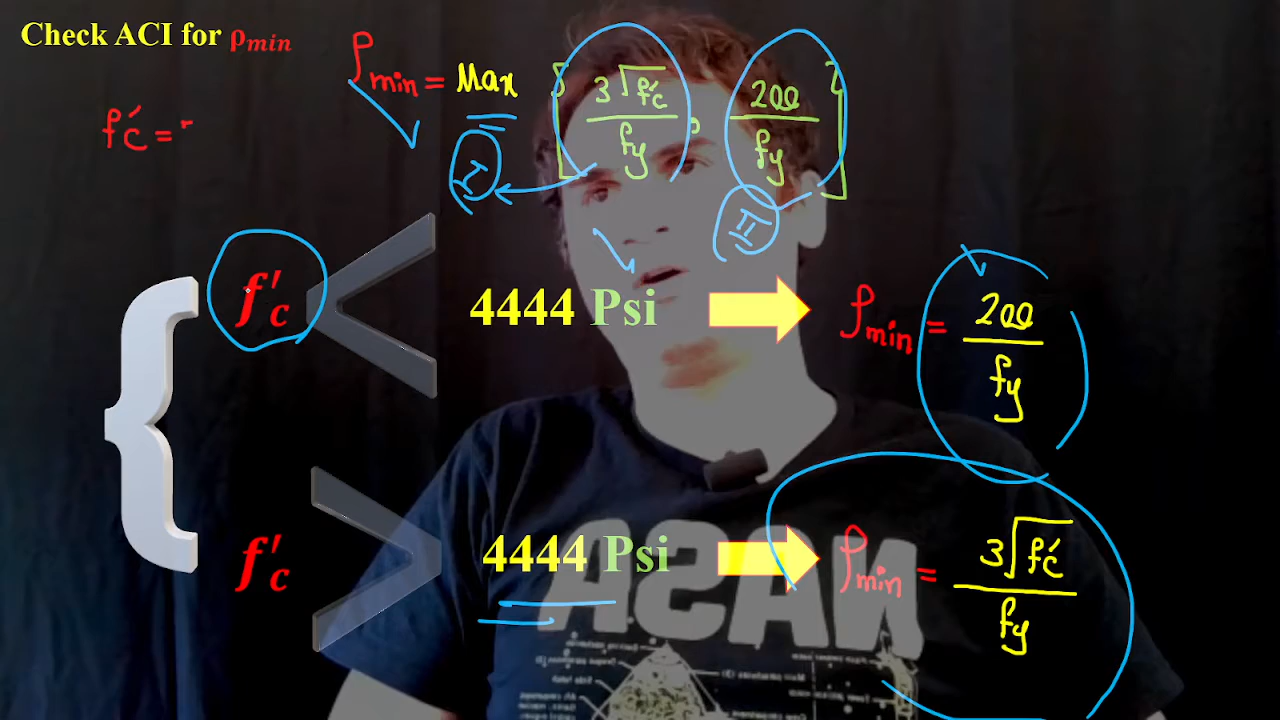 Check ACI for ρmin
ρmin = Max [ 3√f'c / fy , 200 / fy ]
f'c =
I
II
f'c < 4444 Psi ρmin = 200 / fy
f'c > 4444 Psi ρmin = 3√f'c / fy
NASA